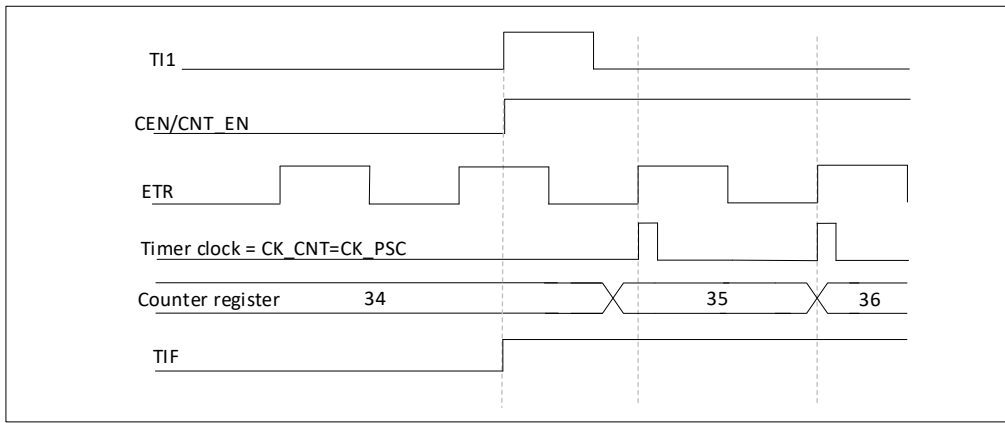 TI1
CEN/CNT_EN
ETR
Timer clock = CK_CNT=CK_PSC
Counter register 34 35 36
TIF